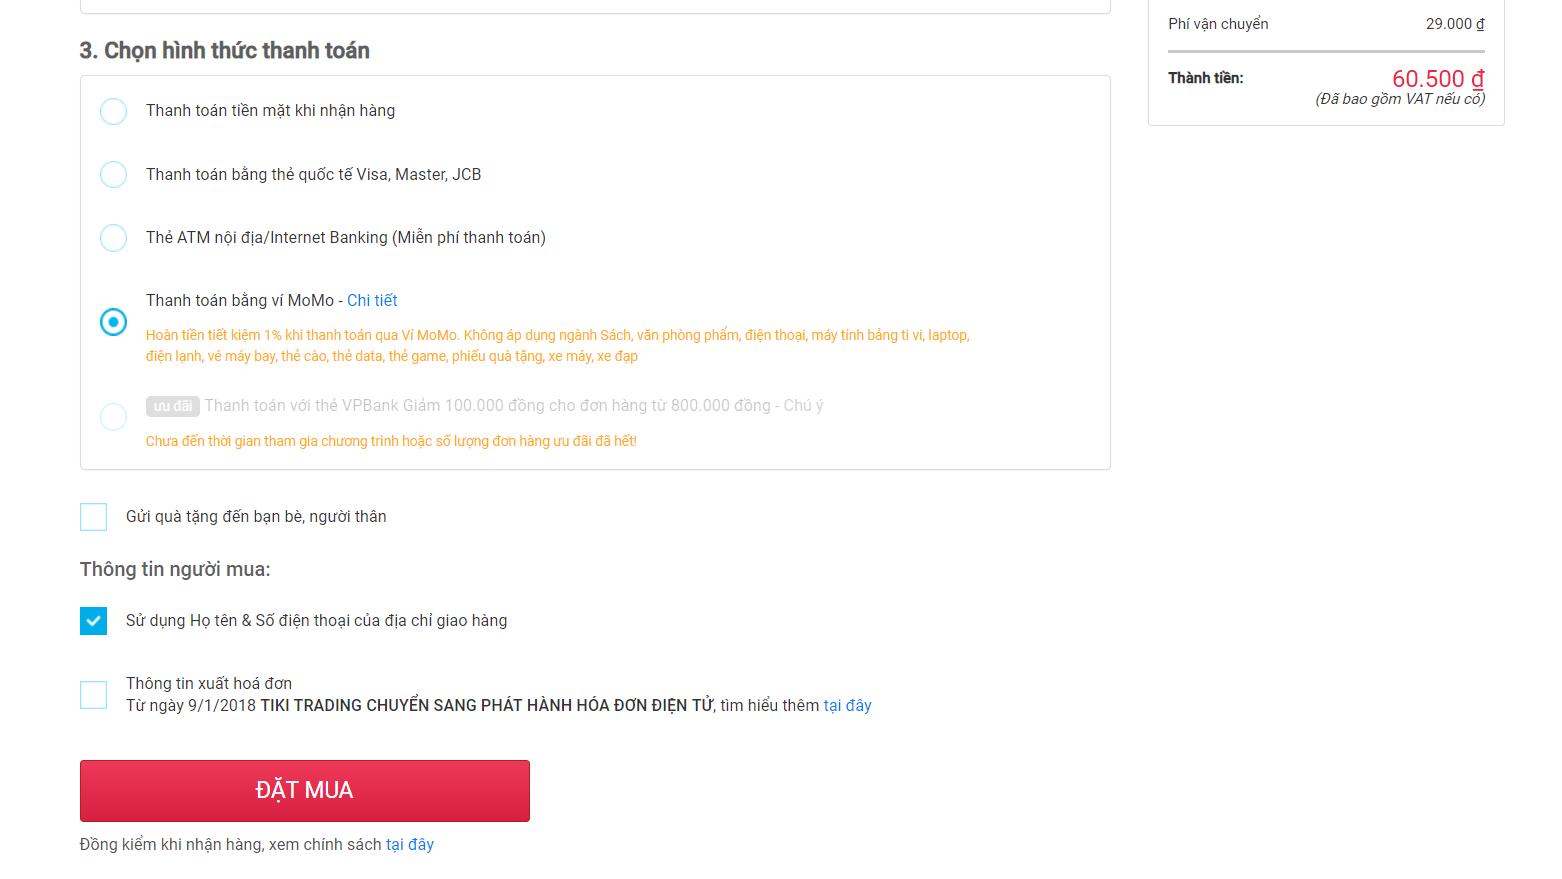 3. Chọn hình thức thanh toán
Thanh toán tiền mặt khi nhận hàng
Thanh toán bằng thẻ quốc tế Visa, Master, JCB
Thẻ ATM nội địa/Internet Banking (Miễn phí thanh toán)
Thanh toán bằng ví MoMo - Chi tiết
Hoàn tiền tiết kiệm 1% khi thanh toán qua Ví MoMo. Không áp dụng ngành Sách, văn phòng phẩm, điện thoại, máy tính bảng ti vi, laptop,
điện lạnh, vé máy bay, thẻ cào, thẻ data, thẻ game, phiếu quà tặng, xe máy, xe đạp
ưu đãi Thanh toán với thẻ VPBank Giảm 100.000 đồng cho đơn hàng từ 800.000 đồng - Chú ý
Chưa đến thời gian tham gia chương trình hoặc số lượng đơn hàng ưu đãi đã hết!
Gửi quà tặng đến bạn bè, người thân
Thông tin người mua:
Sử dụng Họ tên & Số điện thoại của địa chỉ giao hàng
Thông tin xuất hoá đơn
Từ ngày 9/1/2018 TIKI TRADING CHUYỂN SANG PHÁT HÀNH HÓA ĐƠN ĐIỆN TỬ, tìm hiểu thêm tại đây
ĐẶT MUA
Đồng kiểm khi nhận hàng, xem chính sách tại đây
Phí vận chuyển 29.000 ₫
Thành tiền: 60.500 ₫
(Đã bao gồm VAT nếu có)